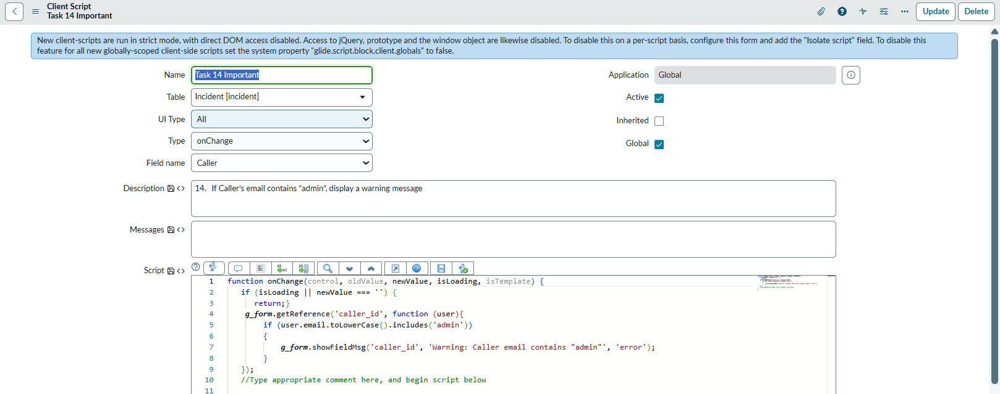 Client Script
Task 14 Important
Update
Delete
New client-scripts are run in strict mode, with direct DOM access disabled. Access to jQuery, prototype and the window object are likewise disabled. To disable this on a per-script basis, configure this form and add the "Isolate script" field. To disable this
feature for all new globally-scoped client-side scripts set the system property "glide.script.block.client.globals" to false.
Name Task 14 Important
Application Global
Table Incident [incident]
Active
UI Type All
Inherited
Type onChange
Global
Field name Caller
Description <> 14. If Caller's email contains “admin”, display a warning message
Messages <>
Script <>
1 function onChange(control, oldValue, newValue, isLoading, isTemplate) {
2 if (isLoading || newValue === '') {
3 return;}
4 g_form.getReference('caller_id', function (user){
5 if (user.email.toLowerCase().includes('admin'))
6 {
7 g_form.showFieldMsg('caller_id', 'Warning: Caller email contains "admin"', 'error');
8 }
9 });
10 //Type appropriate comment here, and begin script below
11